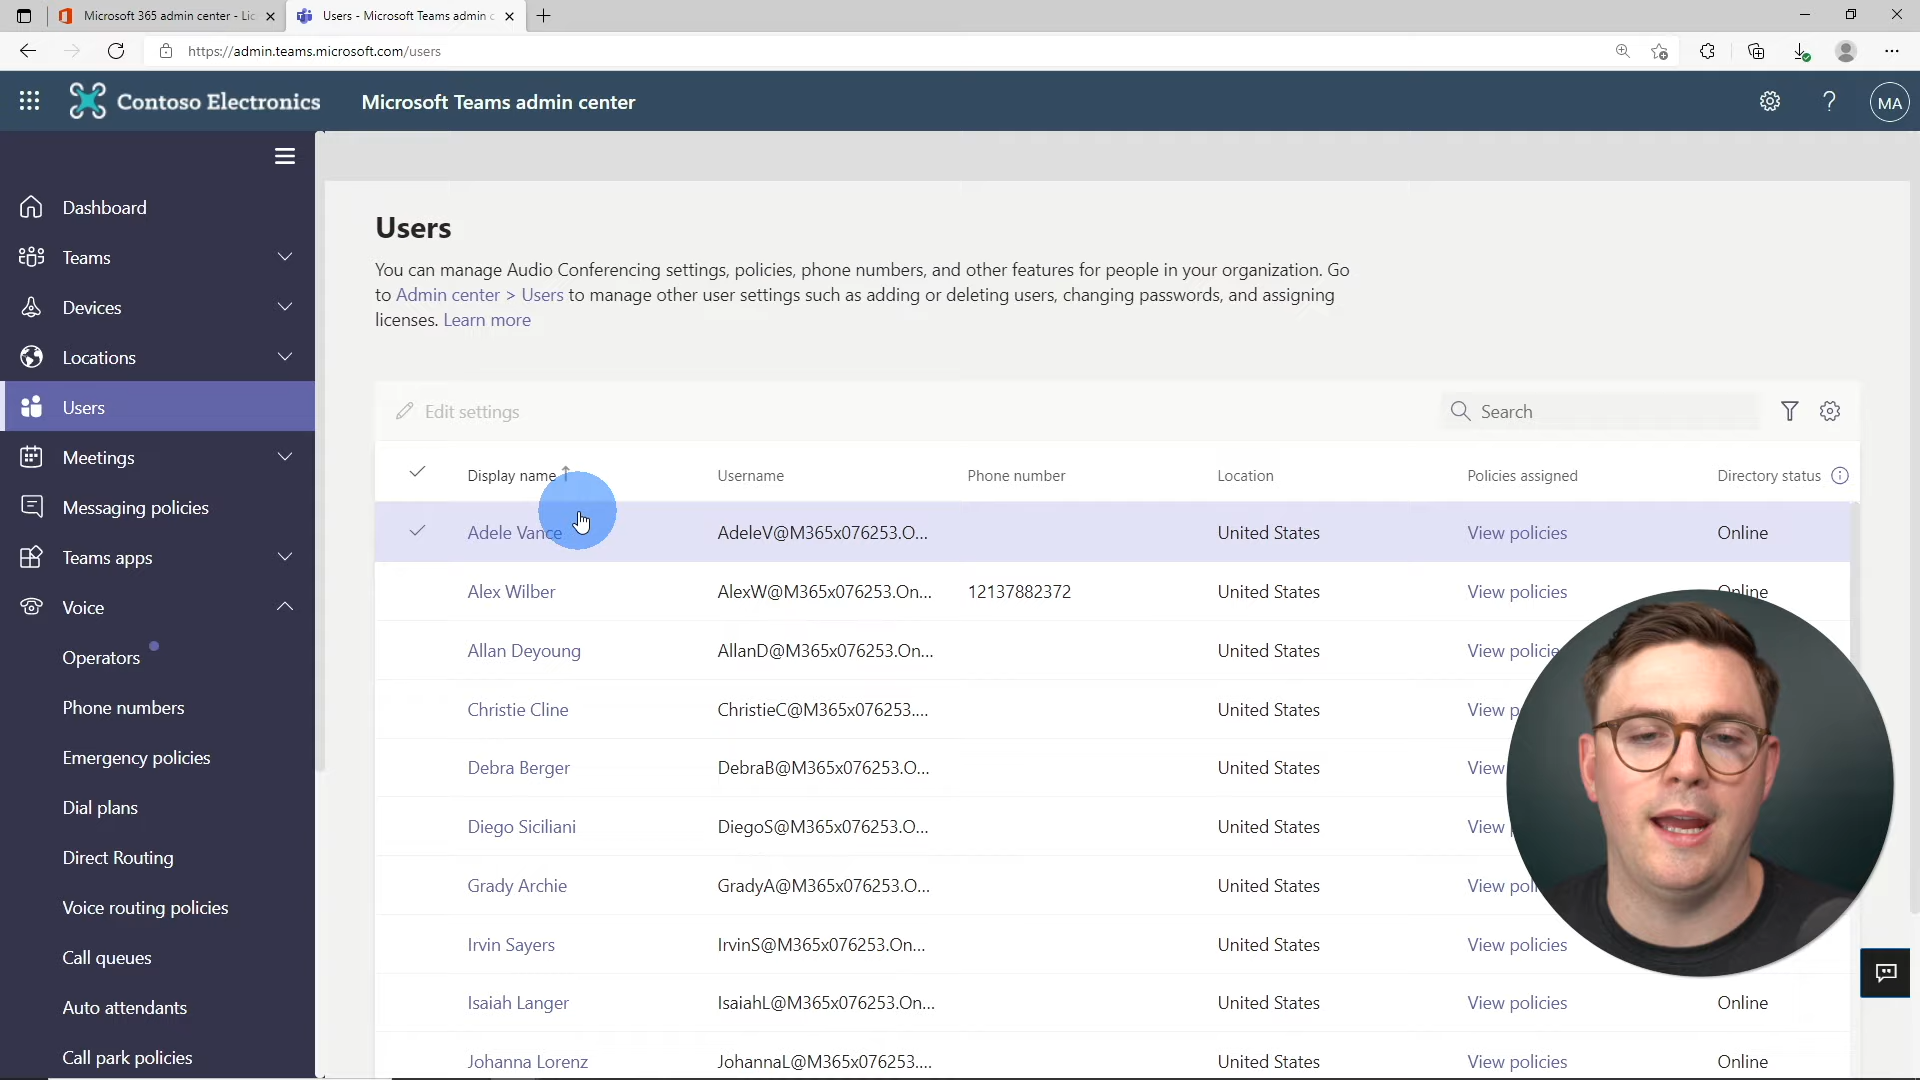 Microsoft 365 admin center - Lic
Users - Microsoft Teams admin c
https://admin.teams.microsoft.com/users
Contoso Electronics
Microsoft Teams admin center
MA
Dashboard
Teams
Devices
Locations
Users
Meetings
Messaging policies
Teams apps
Voice
Operators
Phone numbers
Emergency policies
Dial plans
Direct Routing
Voice routing policies
Call queues
Auto attendants
Call park policies
Users
You can manage Audio Conferencing settings, policies, phone numbers, and other features for people in your organization. Go
to Admin center > Users to manage other user settings such as adding or deleting users, changing passwords, and assigning
licenses. Learn more
Edit settings
Search
Display name Username Phone number Location Policies assigned Directory status
Adele Vance AdeleV@M365x076253.O... United States View policies Online
Alex Wilber AlexW@M365x076253.On... 12137882372 United States View policies Online
Allan Deyoung AllanD@M365x076253.On... United States View policie
Christie Cline ChristieC@M365x076253.... United States View p
Debra Berger DebraB@M365x076253.O... United States View
Diego Siciliani DiegoS@M365x076253.O... United States View
Grady Archie GradyA@M365x076253.O... United States View poli
Irvin Sayers IrvinS@M365x076253.On... United States View policies
Isaiah Langer IsaiahL@M365x076253.On... United States View policies Online
Johanna Lorenz JohannaL@M365x076253.... United States View policies Online